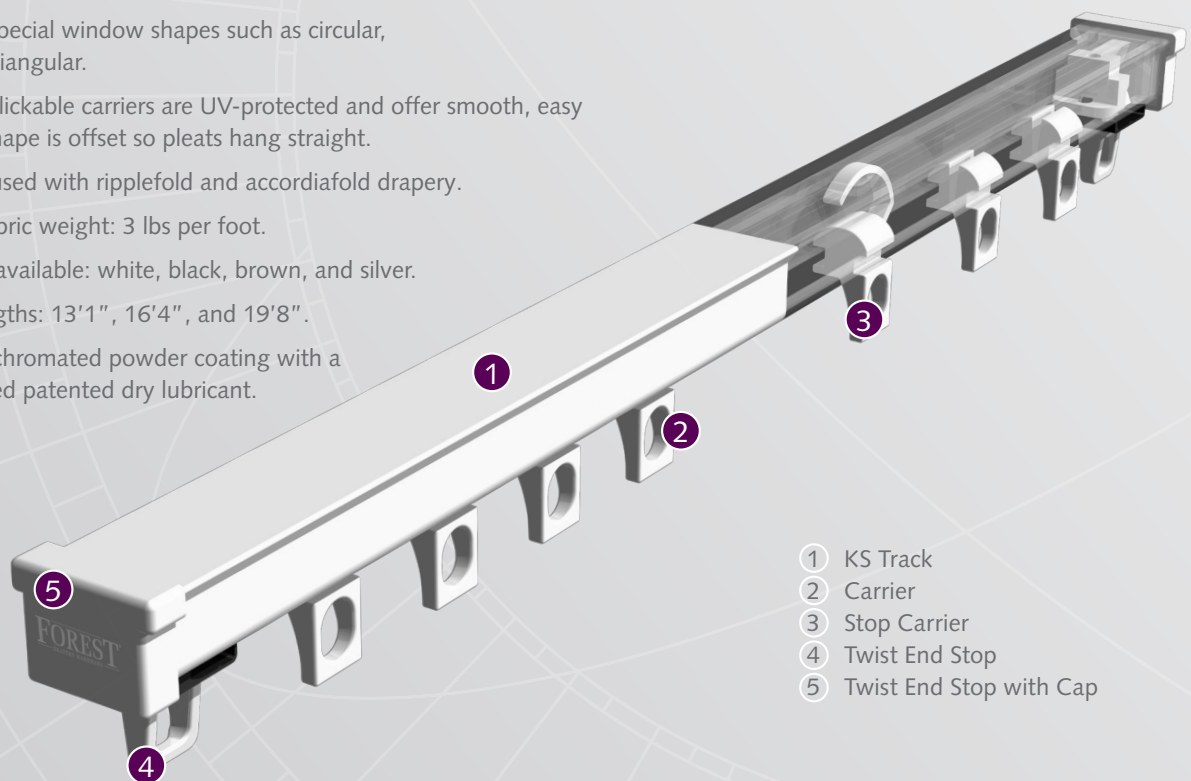 pecial window shapes such as circular,
iangular.
lickable carriers are UV-protected and offer smooth, easy
hape is offset so pleats hang straight.
used with ripplefold and accordiafold drapery.
bric weight: 3 lbs per foot.
available: white, black, brown, and silver.
gths: 13’1”, 16’4”, and 19’8”.
chromated powder coating with a
ed patented dry lubricant.
1
2
3
5
FOREST
4
1 KS Track
2 Carrier
3 Stop Carrier
4 Twist End Stop
5 Twist End Stop with Cap